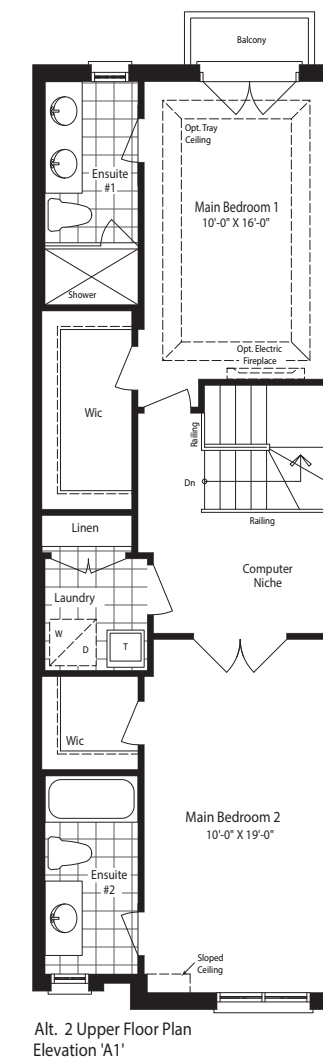 Balcony
Opt. Tray
Ceiling
Ensuite
#1
Main Bedroom 1
10'-0" X 16'-0"
Shower
Opt. Electric
Fireplace
Wic
Railing
Dn
Railing
Linen
Computer
Niche
Laundry
W
D
T
Wic
Main Bedroom 2
10'-0" X 19'-0"
Ensuite
#2
Sloped
Ceiling
Alt. 2 Upper Floor Plan
Elevation 'A1'